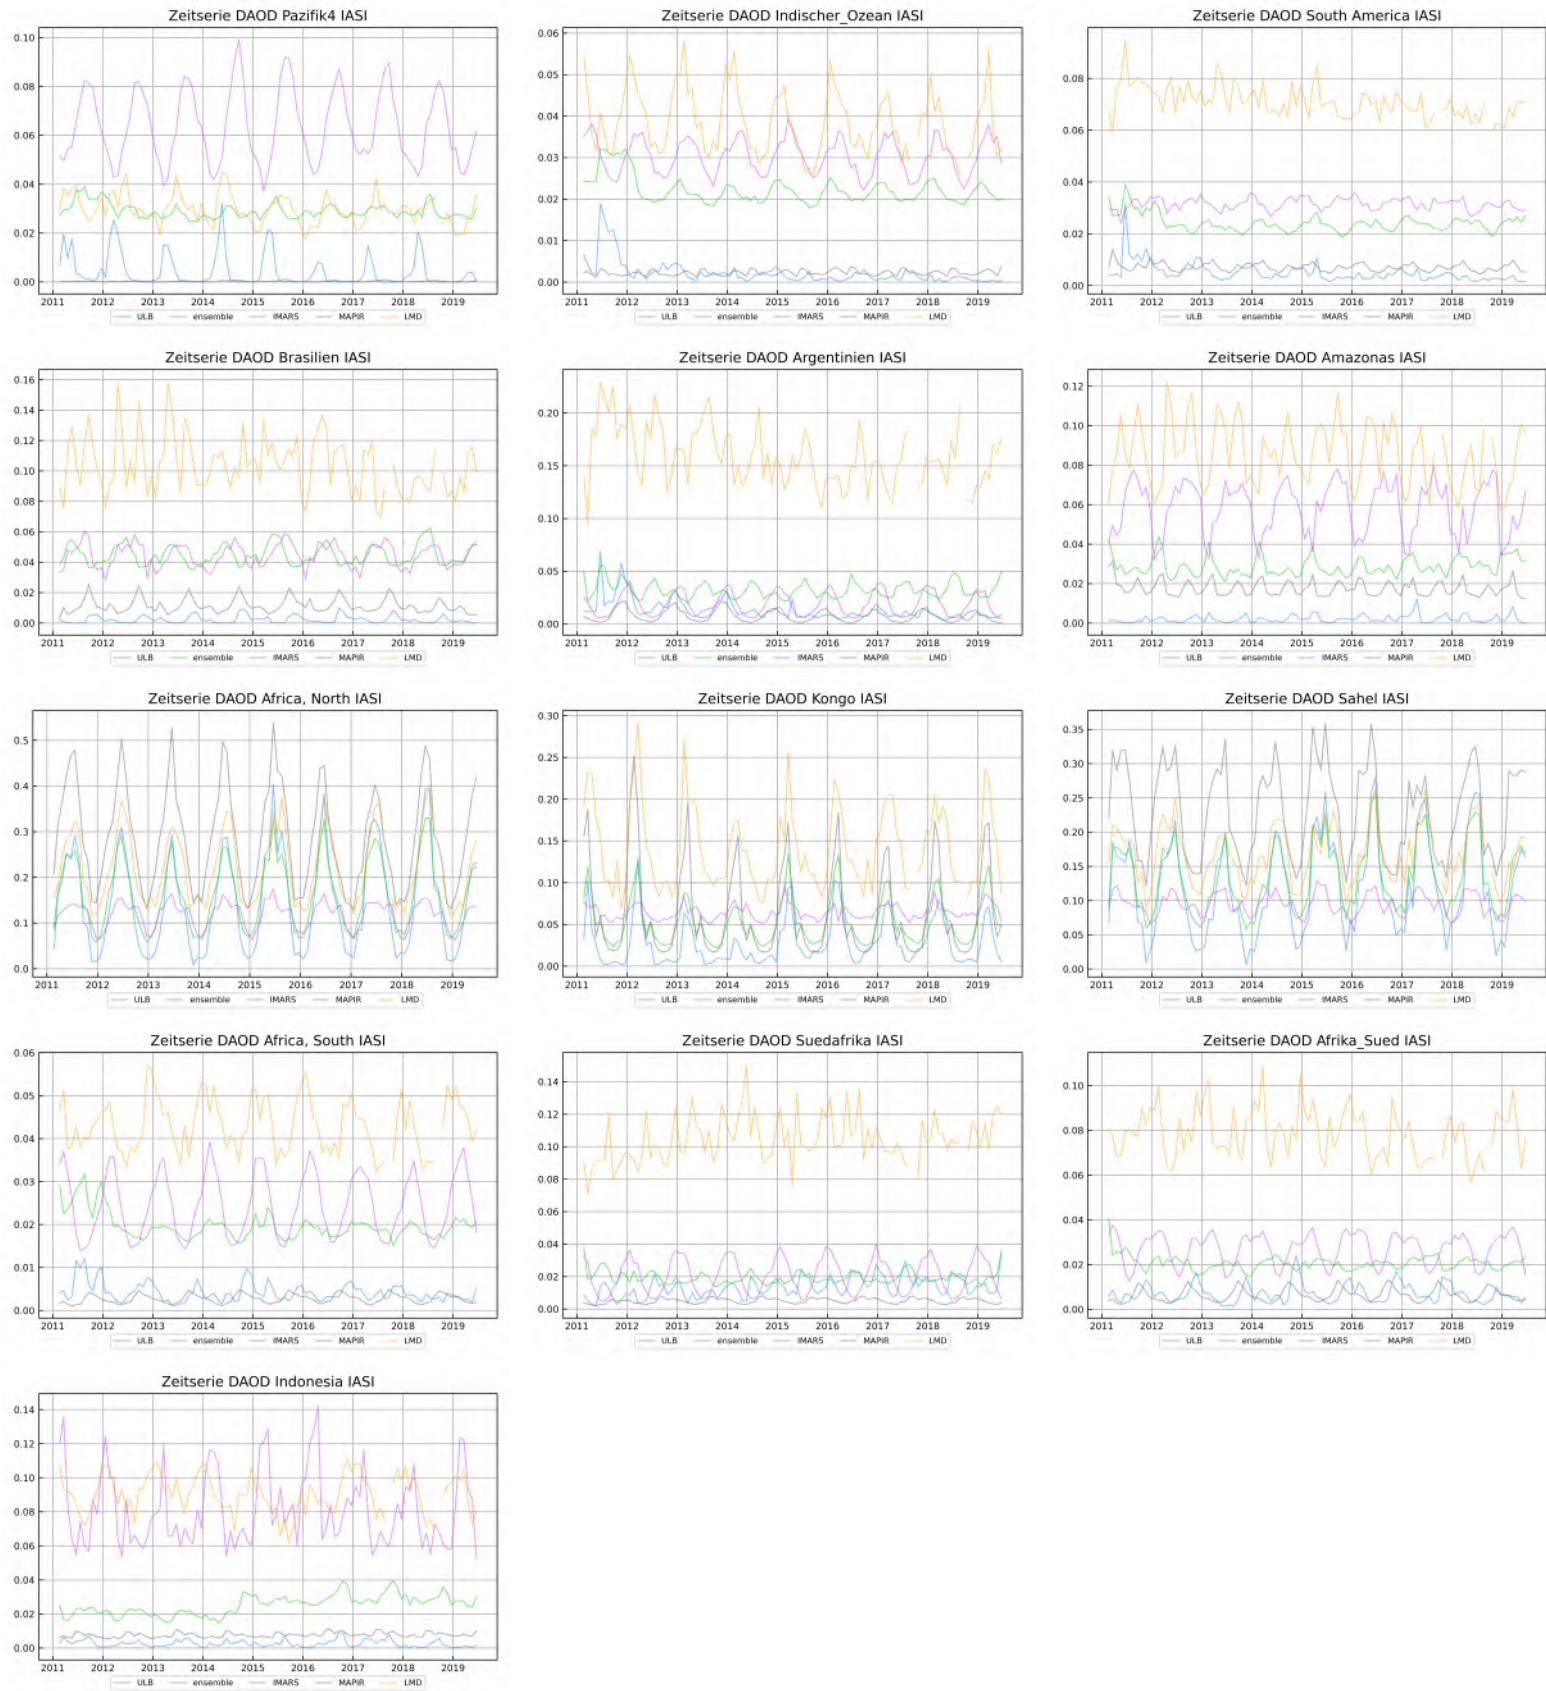 Zeitserie DAOD Pazifik4 IASI
0.10
0.08
0.06
0.04
0.02
0.00
2011 2012 2013 2014 2015 2016 2017 2018 2019
ULB ensemble IMARS MAPIR LMD
Zeitserie DAOD Indischer_Ozean IASI
0.06
0.05
0.04
0.03
0.02
0.01
0.00
2011 2012 2013 2014 2015 2016 2017 2018 2019
ULB ensemble IMARS MAPIR LMD
Zeitserie DAOD South America IASI
0.08
0.06
0.04
0.02
0.00
2011 2012 2013 2014 2015 2016 2017 2018 2019
ULB ensemble IMARS MAPIR LMD
Zeitserie DAOD Brasilien IASI
0.16
0.14
0.12
0.10
0.08
0.06
0.04
0.02
0.00
2011 2012 2013 2014 2015 2016 2017 2018 2019
ULB ensemble IMARS MAPIR LMD
Zeitserie DAOD Argentinien IASI
0.20
0.15
0.10
0.05
0.00
2011 2012 2013 2014 2015 2016 2017 2018 2019
ULB ensemble IMARS MAPIR LMD
Zeitserie DAOD Amazonas IASI
0.12
0.10
0.08
0.06
0.04
0.02
0.00
2011 2012 2013 2014 2015 2016 2017 2018 2019
ULB ensemble IMARS MAPIR LMD
Zeitserie DAOD Africa, North IASI
0.5
0.4
0.3
0.2
0.1
0.0
2011 2012 2013 2014 2015 2016 2017 2018 2019
ULB ensemble IMARS MAPIR LMD
Zeitserie DAOD Kongo IASI
0.30
0.25
0.20
0.15
0.10
0.05
0.00
2011 2012 2013 2014 2015 2016 2017 2018 2019
ULB ensemble IMARS MAPIR LMD
Zeitserie DAOD Sahel IASI
0.35
0.30
0.25
0.20
0.15
0.10
0.05
0.00
2011 2012 2013 2014 2015 2016 2017 2018 2019
ULB ensemble IMARS MAPIR LMD
Zeitserie DAOD Africa, South IASI
0.06
0.05
0.04
0.03
0.02
0.01
0.00
2011 2012 2013 2014 2015 2016 2017 2018 2019
ULB ensemble IMARS MAPIR LMD
Zeitserie DAOD Suedafrika IASI
0.14
0.12
0.10
0.08
0.06
0.04
0.02
0.00
2011 2012 2013 2014 2015 2016 2017 2018 2019
ULB ensemble IMARS MAPIR LMD
Zeitserie DAOD Afrika_Sued IASI
0.10
0.08
0.06
0.04
0.02
0.00
2011 2012 2013 2014 2015 2016 2017 2018 2019
ULB ensemble IMARS MAPIR LMD
Zeitserie DAOD Indonesia IASI
0.14
0.12
0.10
0.08
0.06
0.04
0.02
0.00
2011 2012 2013 2014 2015 2016 2017 2018 2019
ULB ensemble IMARS MAPIR LMD